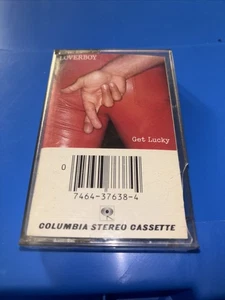 LOVERBOY
Get Lucky
0
7464-37638-4
COLUMBIA STEREO CASSETTE